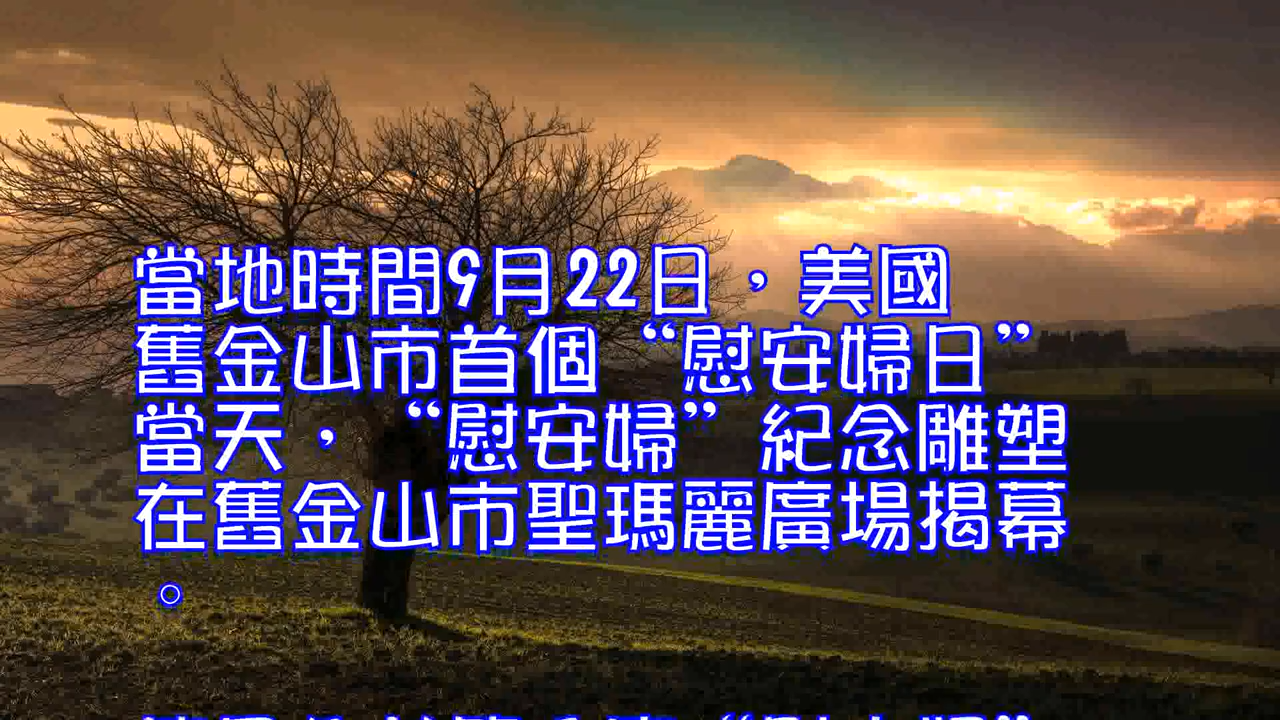 當地時間9月22日，美國
舊金山市首個“慰安婦日”
當天，“慰安婦”紀念雕塑
在舊金山市聖瑪麗廣場揭幕
。